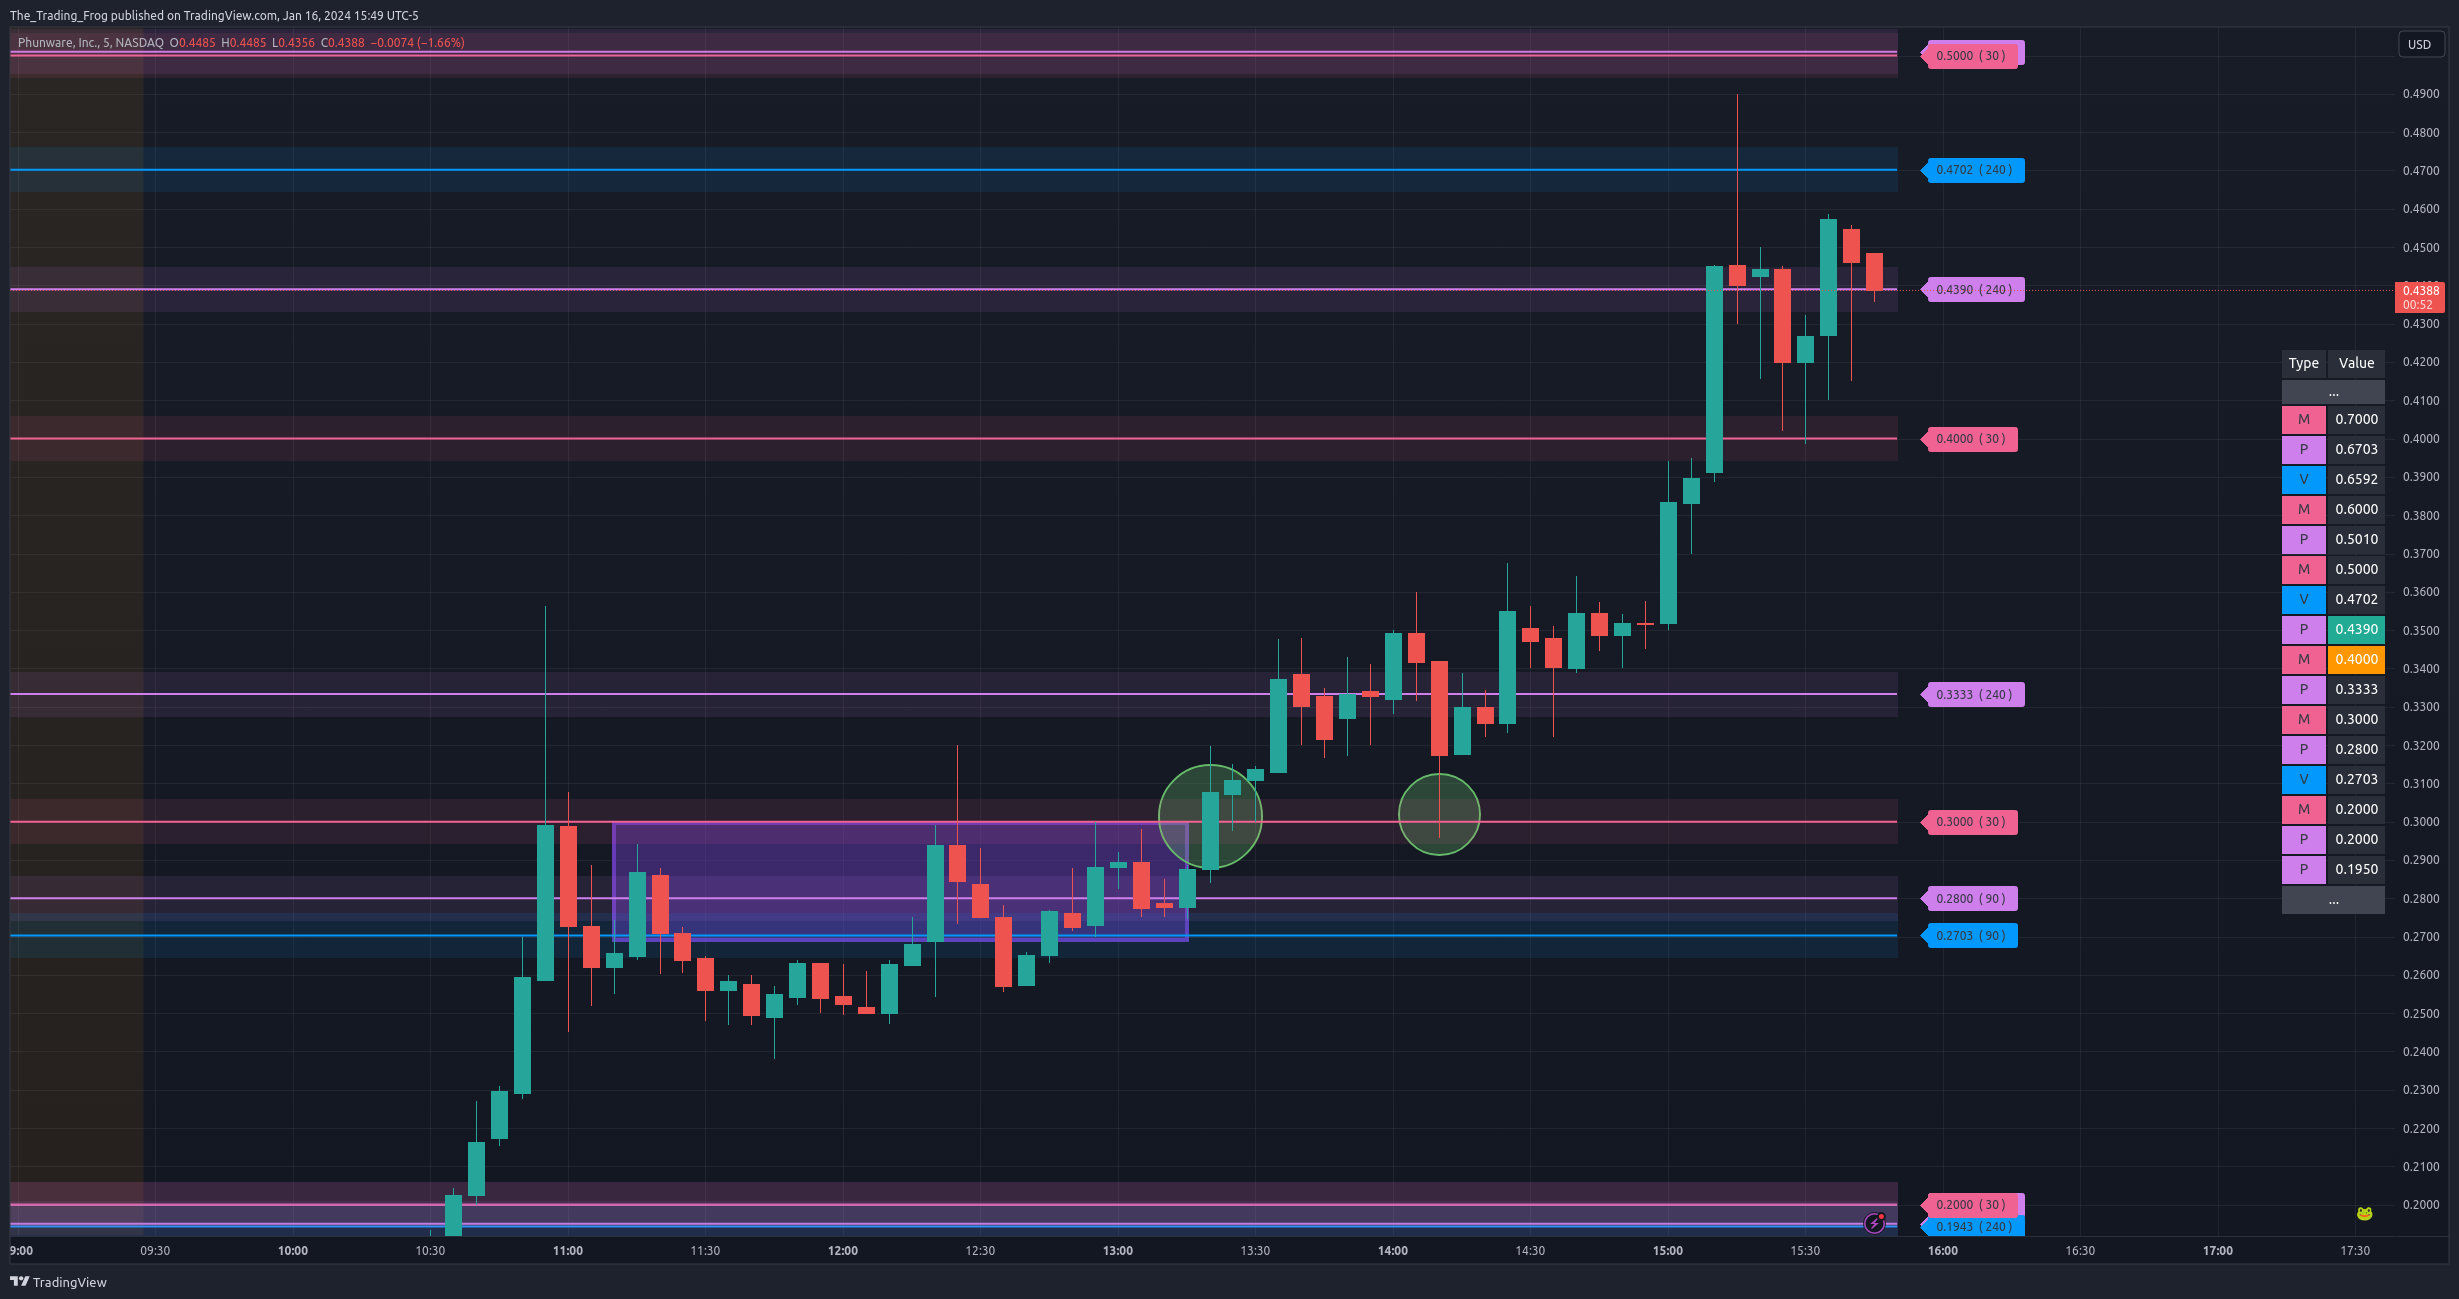 The_Trading_Frog published on TradingView.com, Jan 16, 2024 15:49 UTC-5
Phunware, Inc., 5, NASDAQ O0.4485 H0.4485 L0.4356 C0.4388 −0.0074 (−1.66%)
USD
0.5000 (30)
0.4900
0.4800
0.4702 (240)
0.4700
0.4600
0.4500
0.4390 (240)
0.4388
00:52
0.4300
0.4200
0.4100
0.4000 (30)
0.4000
0.3900
0.3800
0.3700
0.3600
0.3500
0.3400
0.3333 (240)
0.3300
0.3200
0.3100
0.3000 (30)
0.3000
0.2900
0.2800 (90)
0.2800
0.2703 (90)
0.2700
0.2600
0.2500
0.2400
0.2300
0.2200
0.2100
0.2000 (30)
0.2000
0.1943 (240)
Type Value
...
M 0.7000
P 0.6703
V 0.6592
M 0.6000
P 0.5010
M 0.5000
V 0.4702
P 0.4390
M 0.4000
P 0.3333
M 0.3000
P 0.2800
V 0.2703
M 0.2000
P 0.2000
P 0.1950
...
9:00 09:30 10:00 10:30 11:00 11:30 12:00 12:30 13:00 13:30 14:00 14:30 15:00 15:30 16:00 16:30 17:00 17:30
TradingView